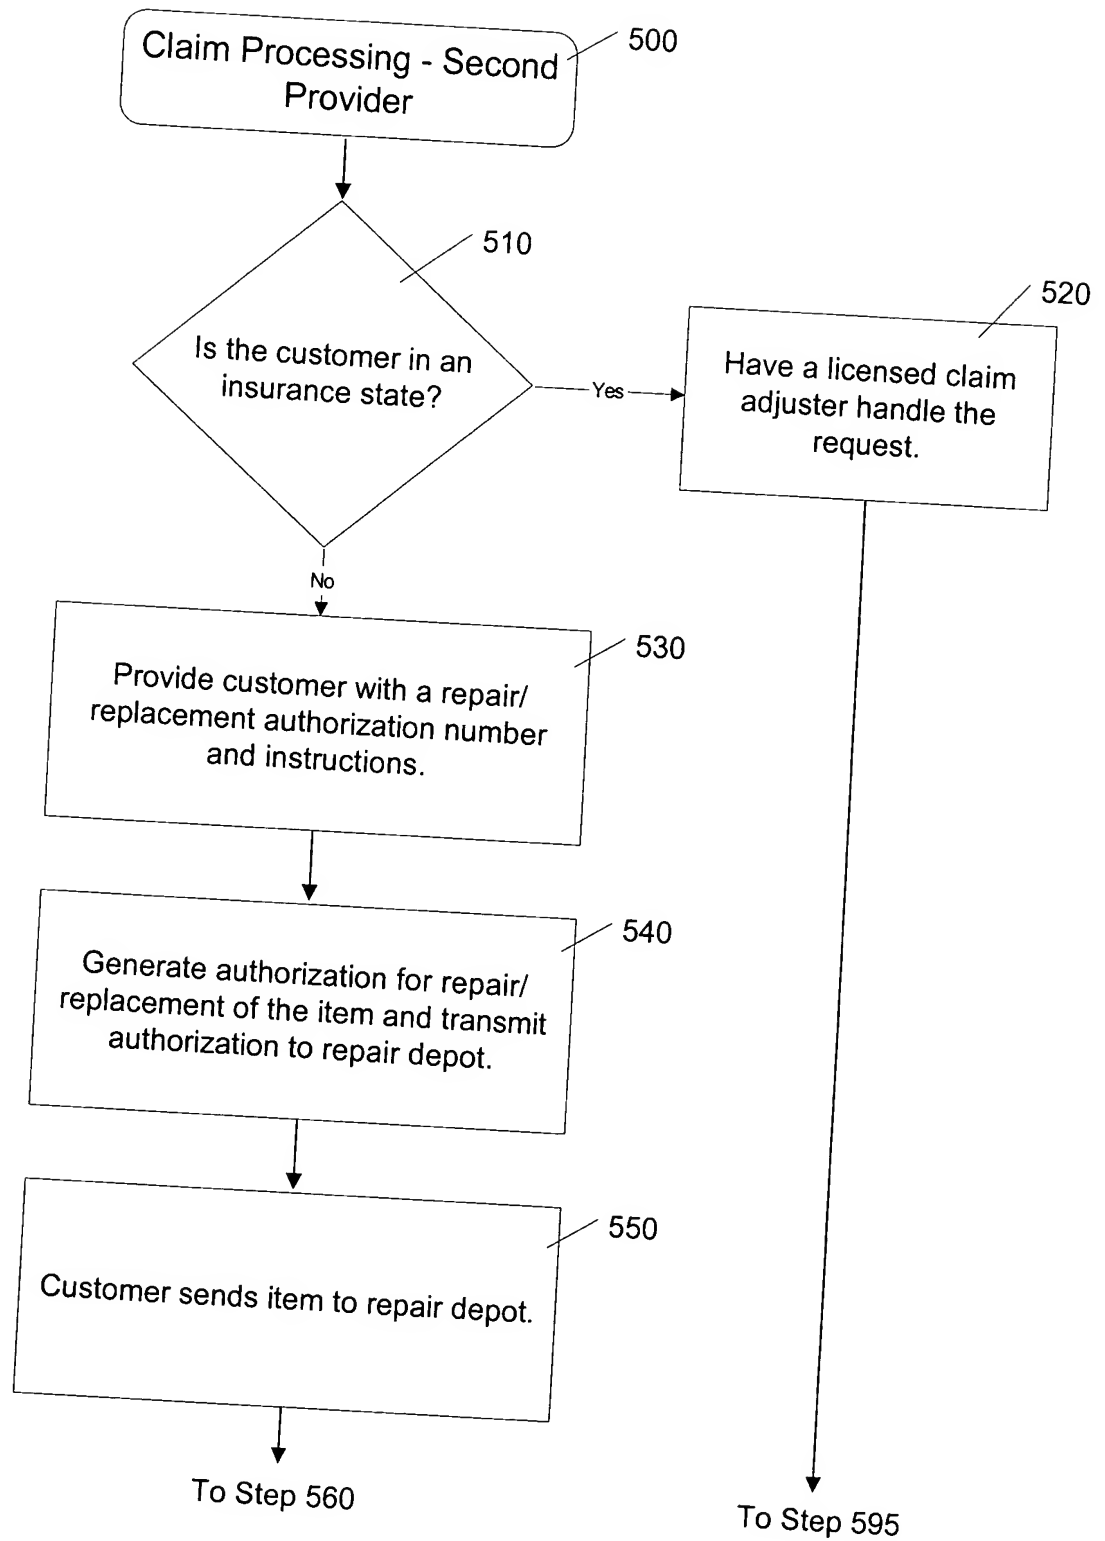 Claim Processing - Second
Provider
500
510
Is the customer in an
insurance state?
Yes
520
Have a licensed claim
adjuster handle the
request.
No
530
Provide customer with a repair/
replacement authorization number
and instructions.
540
Generate authorization for repair/
replacement of the item and transmit
authorization to repair depot.
550
Customer sends item to repair depot.
To Step 560
To Step 595